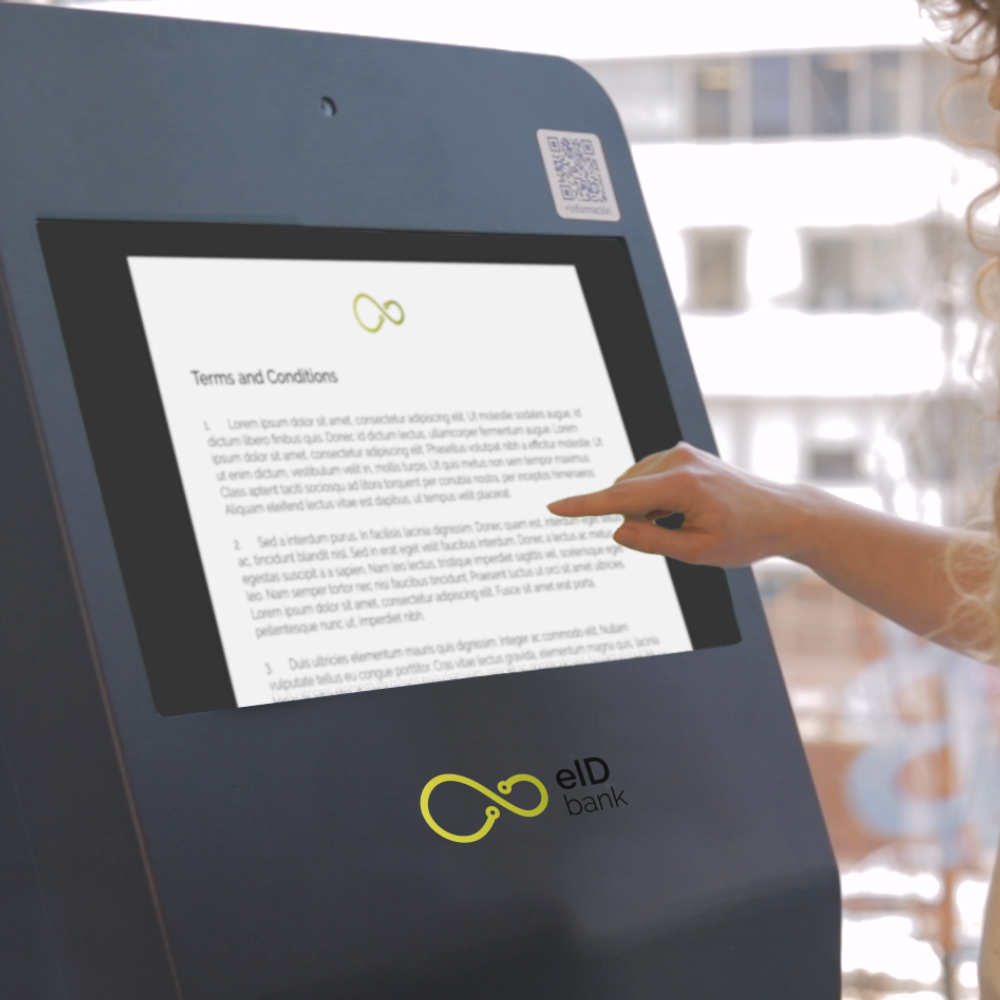 +Información
Terms and Conditions
1. Lorem ipsum dolor sit amet, consectetur adipiscing elit. Ut molestie sodales augue, id
dictum libero finibus quis. Donec id dictum lectus, ullamcorper fermentum augue. Lorem
ipsum dolor sit amet, consectetur adipiscing elit. Phasellus volutpat nibh a efficitur molestie. Ut
ut enim dictum, vestibulum velit in, mollis turpis. Ut quis metus non sem tempor maximus.
Class aptent taciti sociosqu ad litora torquent per conubia nostra, per inceptos himenaeos.
Aliquam eleifend lectus vitae est dapibus, ut tempus velit placerat.
2. Sed a interdum purus. In facilisis lacinia dignissim. Donec quam est, interdum eget
ac, tincidunt blandit nisl. Sed in erat eget velit faucibus interdum. Donec a lectus ac metus
egestas suscipit a a sapien. Nam leo lectus, tristique imperdiet sagittis vel, scelerisque eget
leo. Nam semper tortor nec nisi faucibus tincidunt. Praesent luctus ut orci sit amet ultricies.
Lorem ipsum dolor sit amet, consectetur adipiscing elit. Fusce sit amet erat porta,
pellentesque nunc ut, imperdiet nibh.
3. Duis ultricies elementum mauris quis dignissim. Integer ac commodo elit. Nullam
vulputate tellus eu congue porttitor. Cras vitae lectus gravida, elementum magna quis, lacinia
eID
bank